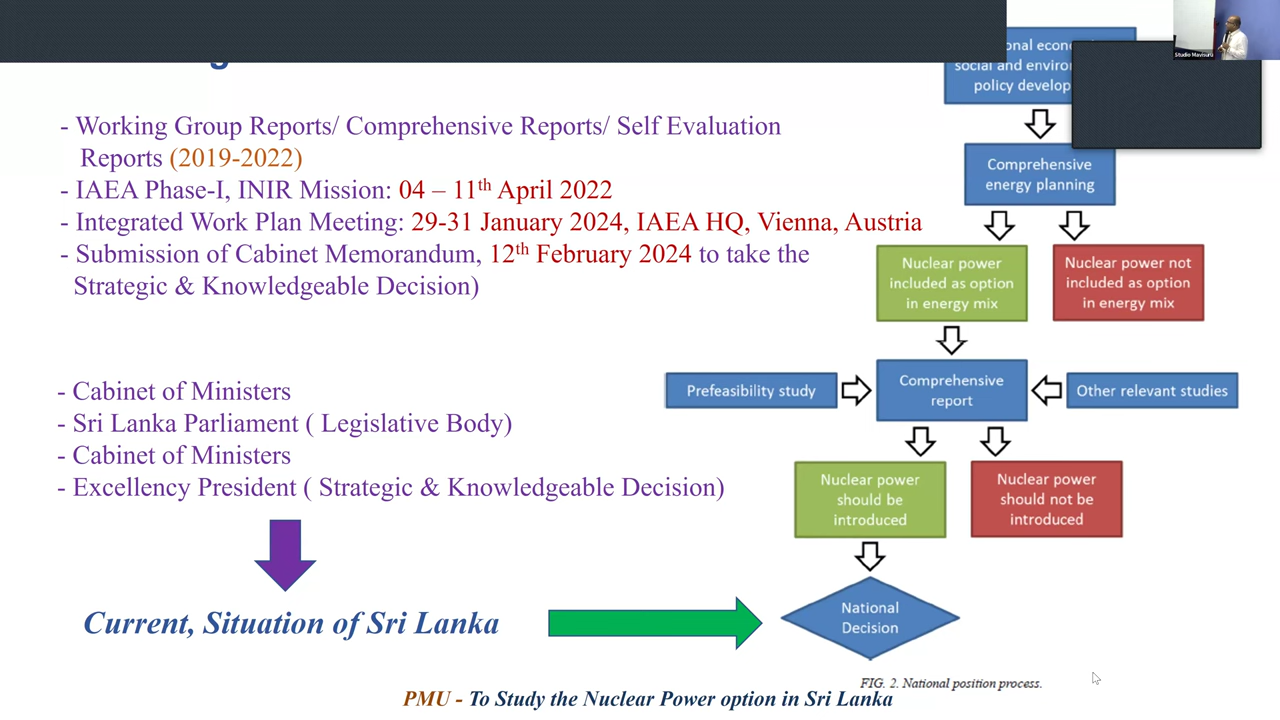 - Working Group Reports/ Comprehensive Reports/ Self Evaluation
Reports (2019-2022)
- IAEA Phase-I, INIR Mission: 04 – 11th April 2022
- Integrated Work Plan Meeting: 29-31 January 2024, IAEA HQ, Vienna, Austria
- Submission of Cabinet Memorandum, 12th February 2024 to take the
Strategic & Knowledgeable Decision)
- Cabinet of Ministers
- Sri Lanka Parliament ( Legislative Body)
- Cabinet of Ministers
- Excellency President ( Strategic & Knowledgeable Decision)
Current, Situation of Sri Lanka
social and
policy
Comprehensive
energy planning
Nuclear power
included as option
in energy mix
Nuclear power not
included as option
in energy mix
Prefeasibility study
Comprehensive
report
Other relevant studies
Nuclear power
should be
introduced
Nuclear power
should not be
introduced
National
Decision
FIG. 2. National position process.
PMU - To Study the Nuclear Power option in Sri Lanka
Studio Mavisuru